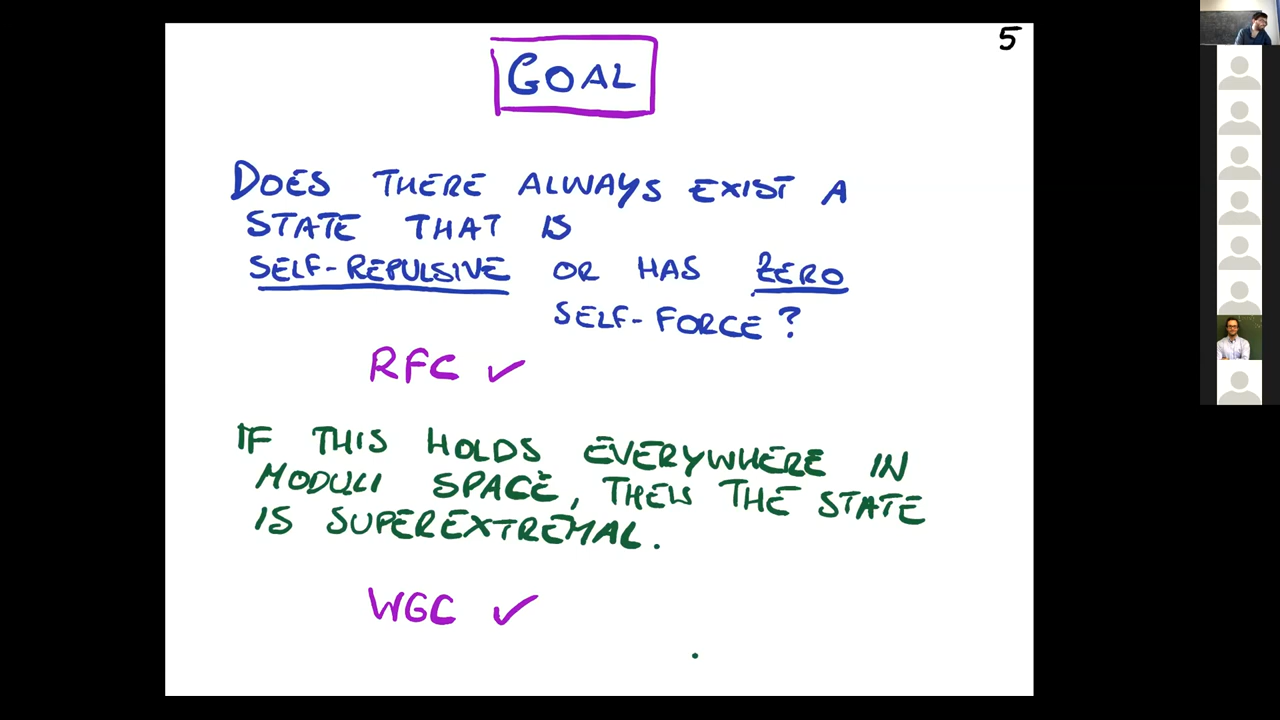 5
GOAL
DOES THERE ALWAYS EXIST A
STATE THAT IS
SELF-REPULSIVE OR HAS ZERO
SELF-FORCE?
RFC ✓
IF THIS HOLDS EVERYWHERE IN
MODULI SPACE, THEN THE STATE
IS SUPEREXTREMAL.
WGC ✓